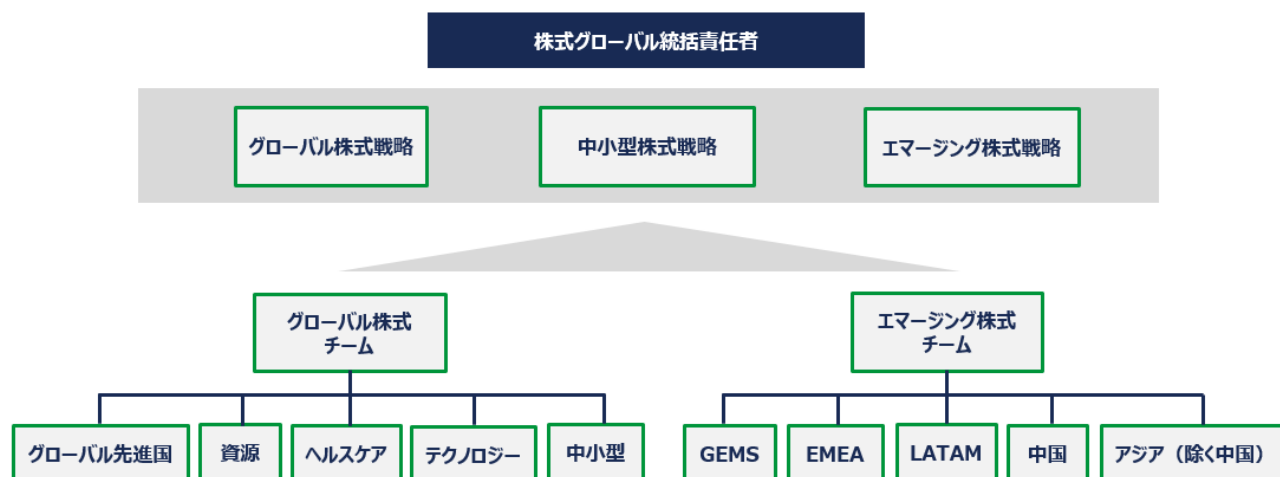 株式グローバル統括責任者
グローバル株式戦略
中小型株式戦略
エマージング株式戦略
グローバル株式
チーム
エマージング株式
チーム
グローバル先進国
資源
ヘルスケア
テクノロジー
中小型
GEMS
EMEA
LATAM
中国
アジア（除く中国）